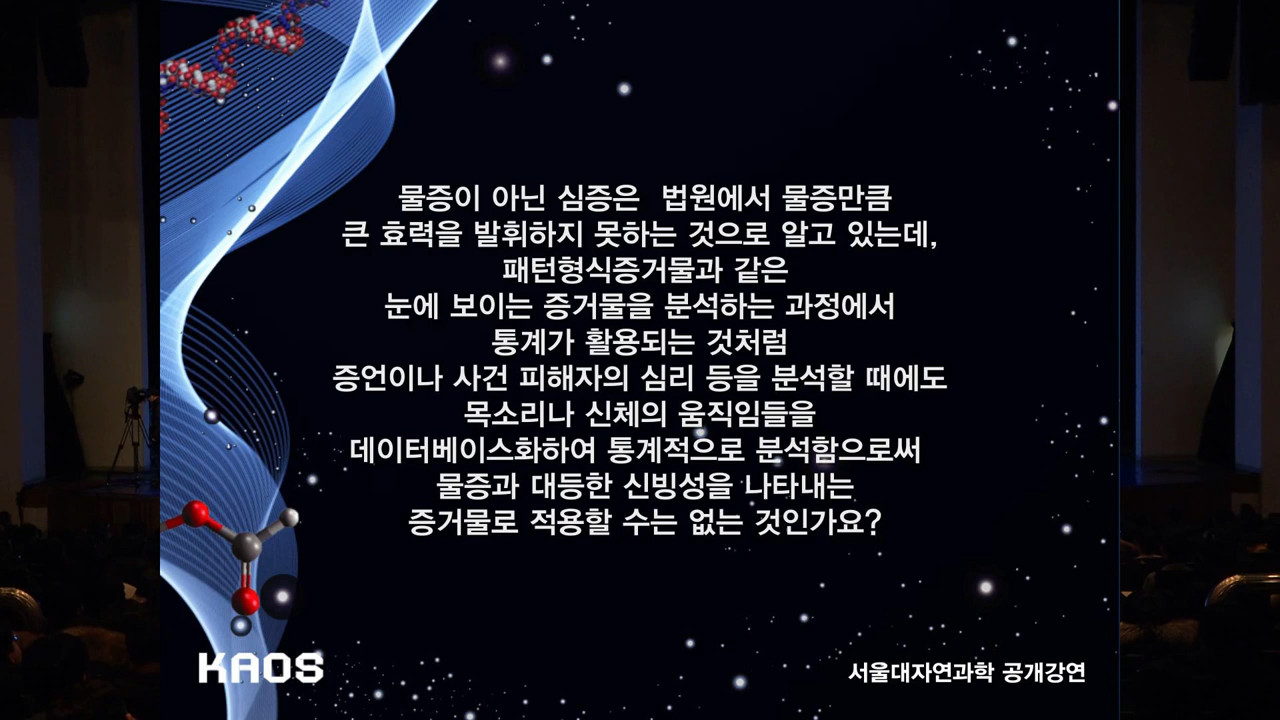 물증이 아닌 심증은 법원에서 물증만큼
큰 효력을 발휘하지 못하는 것으로 알고 있는데,
패턴형식증거물과 같은
눈에 보이는 증거물을 분석하는 과정에서
통계가 활용되는 것처럼
증언이나 사건 피해자의 심리 등을 분석할 때에도
목소리나 신체의 움직임들을
데이터베이스화하여 통계적으로 분석함으로써
물증과 대등한 신빙성을 나타내는
증거물로 적용할 수는 없는 것인가요?
KAOS
서울대자연과학 공개강연